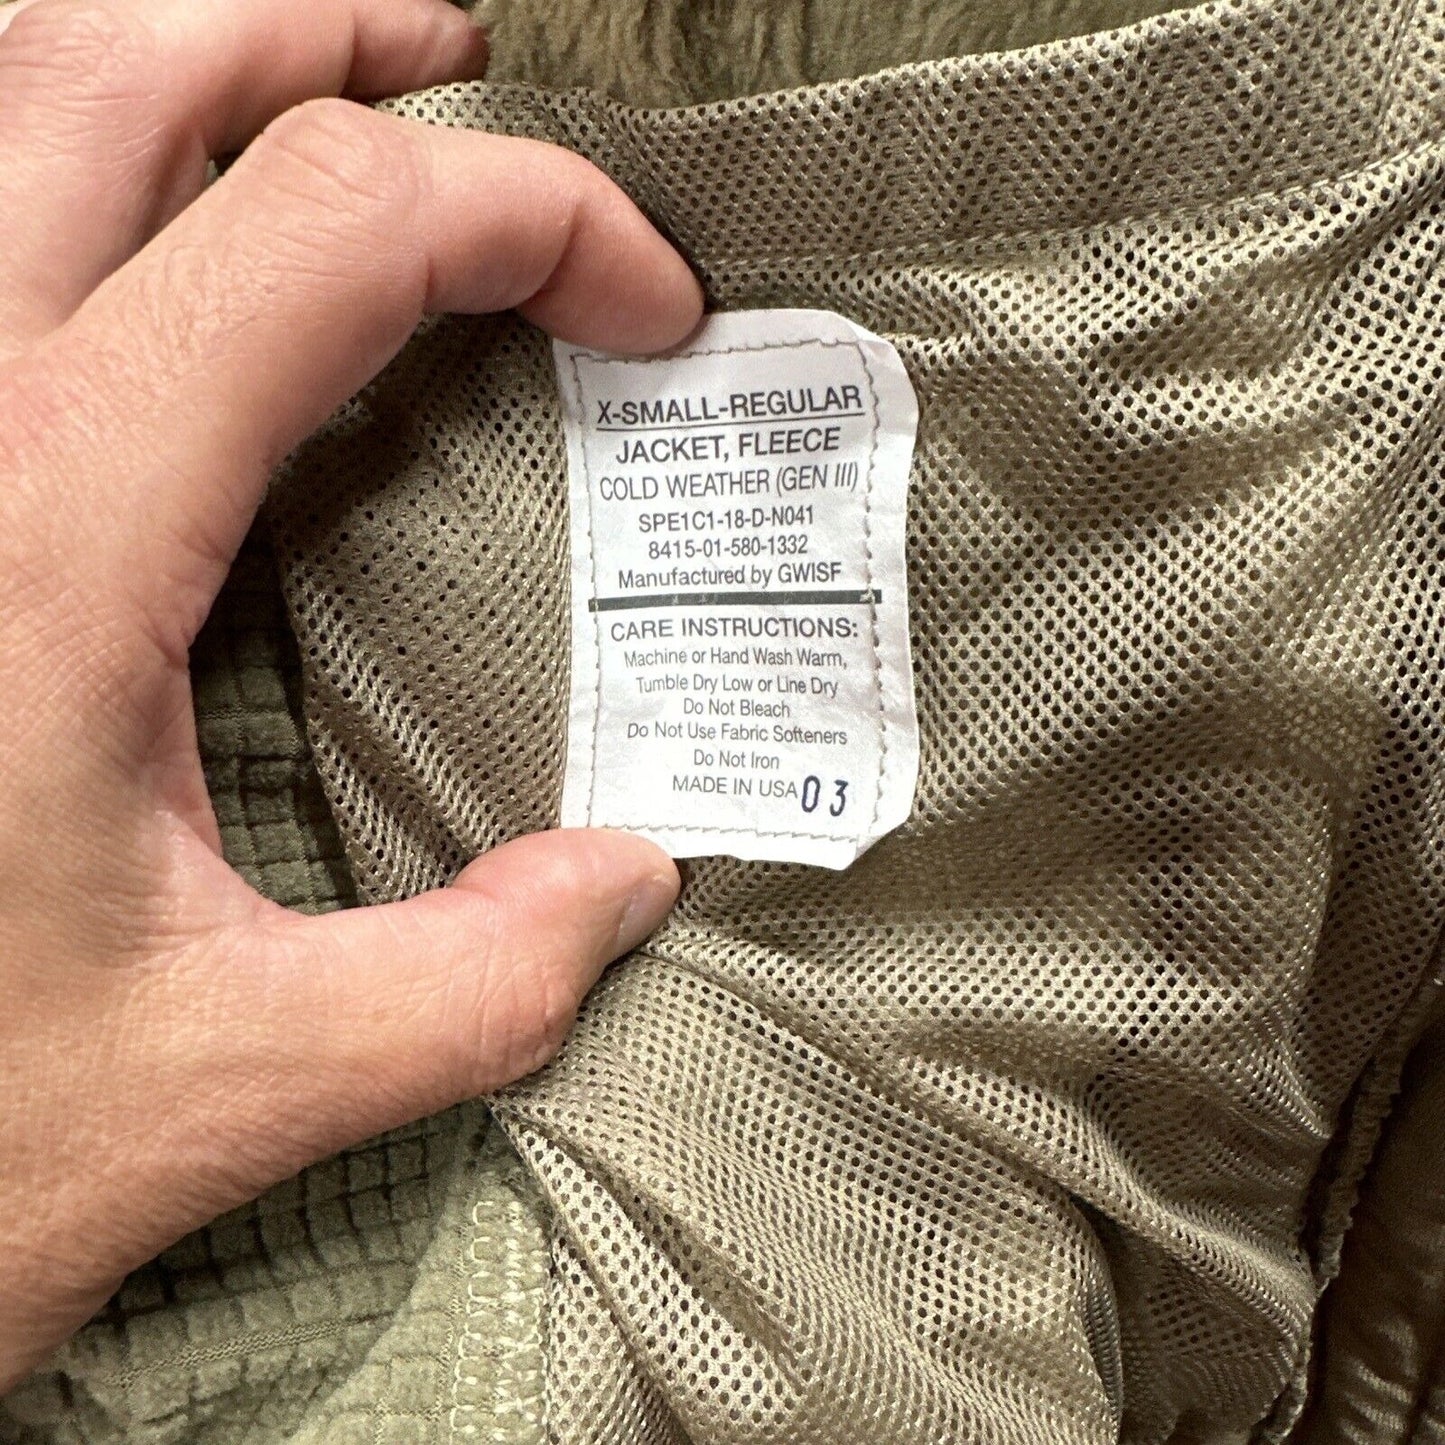 X-SMALL-REGULAR
JACKET, FLEECE
COLD WEATHER (GEN III)
SPE1C1-18-D-N041
8415-01-580-1332
Manufactured by GWISF
CARE INSTRUCTIONS:
Machine or Hand Wash Warm,
Tumble Dry Low or Line Dry
Do Not Bleach
Do Not Use Fabric Softeners
Do Not Iron
MADE IN USA 03